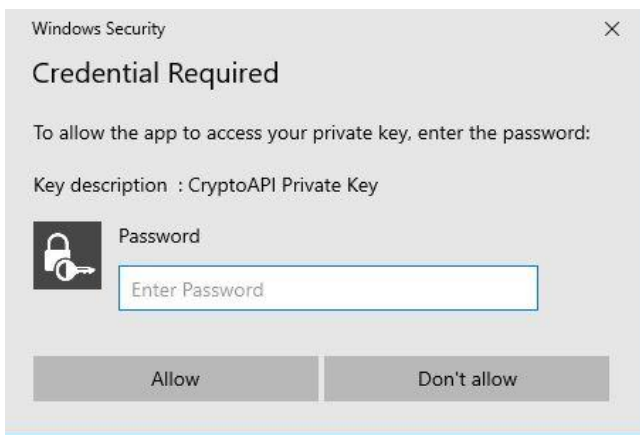 Windows Security
Credential Required
To allow the app to access your private key, enter the password:
Key description : CryptoAPI Private Key
Password
Enter Password
Allow Don't allow